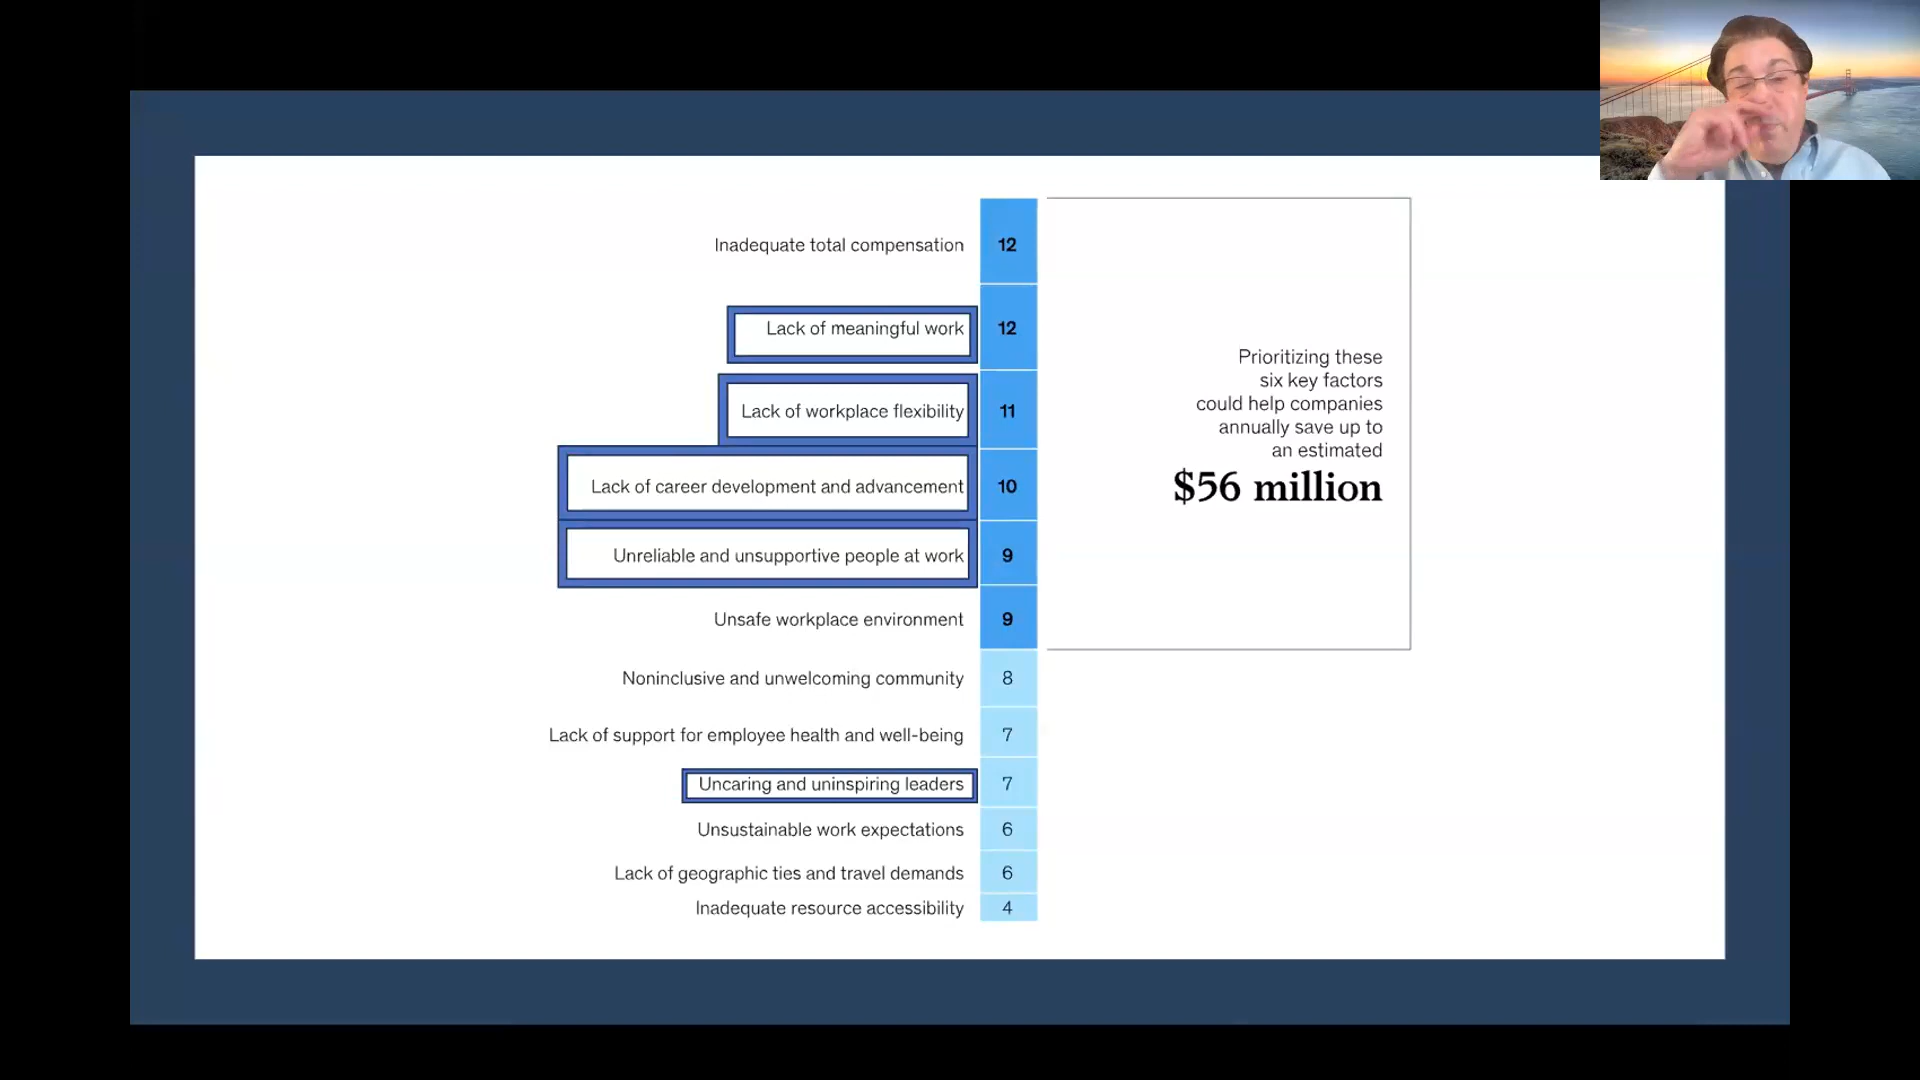 Inadequate total compensation 12
Lack of meaningful work 12
Lack of workplace flexibility 11
Lack of career development and advancement 10
Unreliable and unsupportive people at work 9
Unsafe workplace environment 9
Noninclusive and unwelcoming community 8
Lack of support for employee health and well-being 7
Uncaring and uninspiring leaders 7
Unsustainable work expectations 6
Lack of geographic ties and travel demands 6
Inadequate resource accessibility 4
Prioritizing these
six key factors
could help companies
annually save up to
an estimated
$56 million